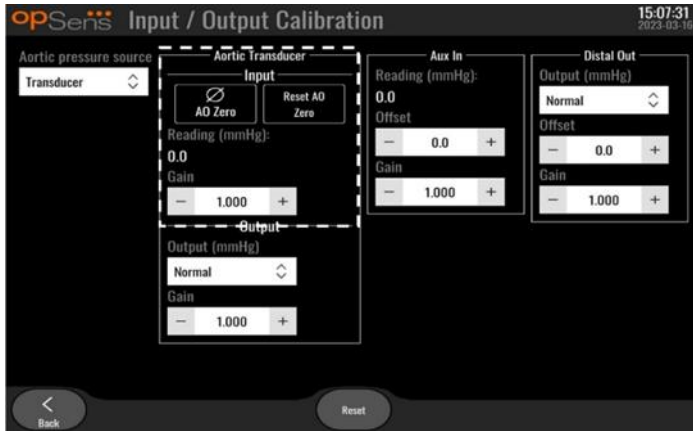 opSens Input / Output Calibration
15:07:31
2023-03-16
Aortic pressure source
Transducer
Aortic Transducer
Input
AO Zero
Reset AO
Zero
Reading (mmHg):
0.0
Gain
− 1.000 +
Output
Output (mmHg)
Normal
Gain
− 1.000 +
Aux In
Reading (mmHg):
0.0
Offset
− 0.0 +
Gain
− 1.000 +
Distal Out
Output (mmHg)
Normal
Offset
− 0.0 +
Gain
− 1.000 +
Back
Reset